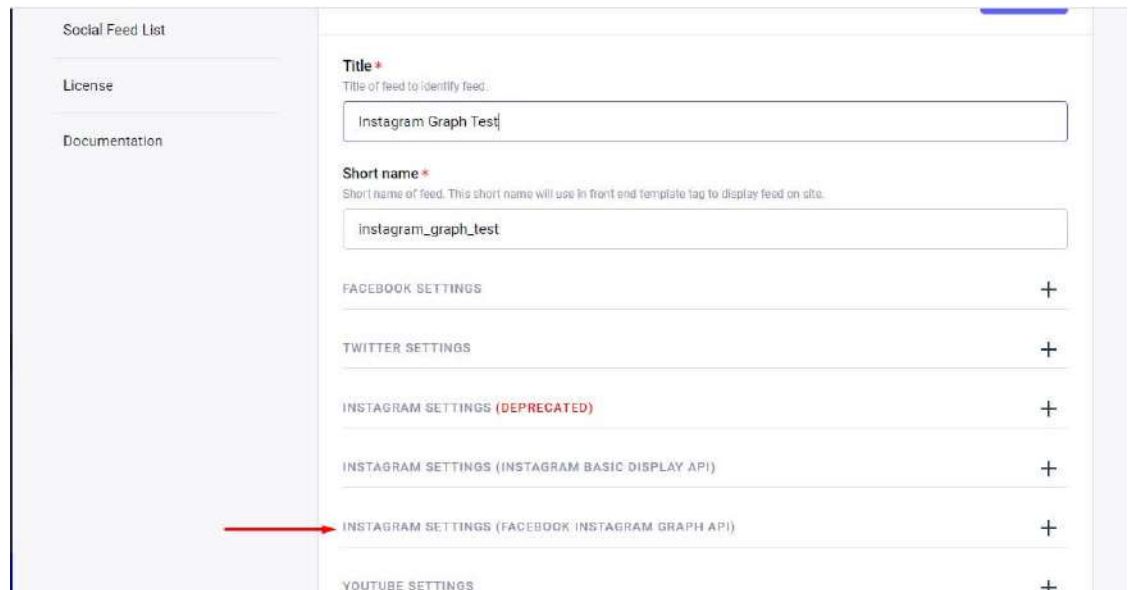 Social Feed List
License
Documentation
Title *
Title of feed to identify feed.
Instagram Graph Test
Short name *
Short name of feed. This short name will use in front end template tag to display feed on site.
instagram_graph_test
FACEBOOK SETTINGS
TWITTER SETTINGS
INSTAGRAM SETTINGS (DEPRECATED)
INSTAGRAM SETTINGS (INSTAGRAM BASIC DISPLAY API)
INSTAGRAM SETTINGS (FACEBOOK INSTAGRAM GRAPH API)
YOUTUBE SETTINGS